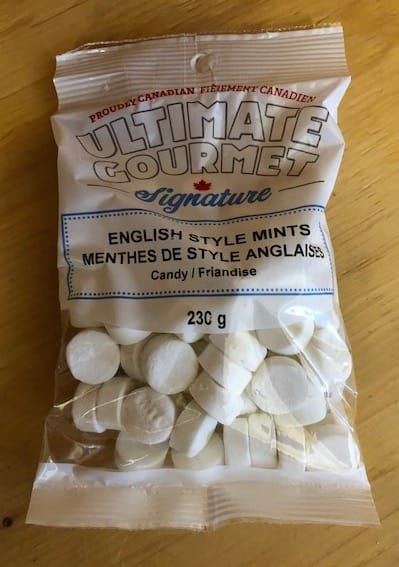 PROUDLY CANADIAN FIÈREMENT CANADIEN
ULTIMATE
GOURMET
Signature
ENGLISH STYLE MINTS
MENTHES DE STYLE ANGLAISES
Candy / Friandise
230 g